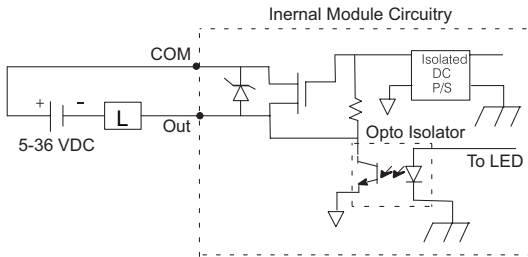 Inernal Module Circuitry
COM
Isolated
DC
P/S
+ -
L
Out
5-36 VDC
Opto Isolator
To LED